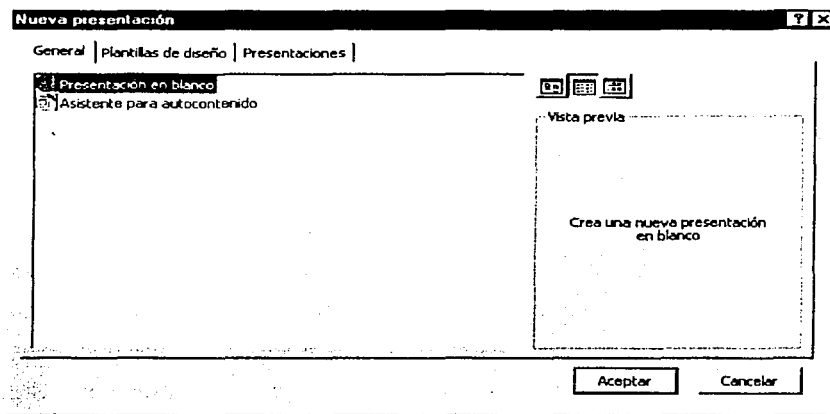 Nueva presentación
General Plantillas de diseño Presentaciones
Presentación en blanco
Asistente para autocontenido
Vista previa
Crea una nueva presentación
en blanco
Aceptar Cancelar